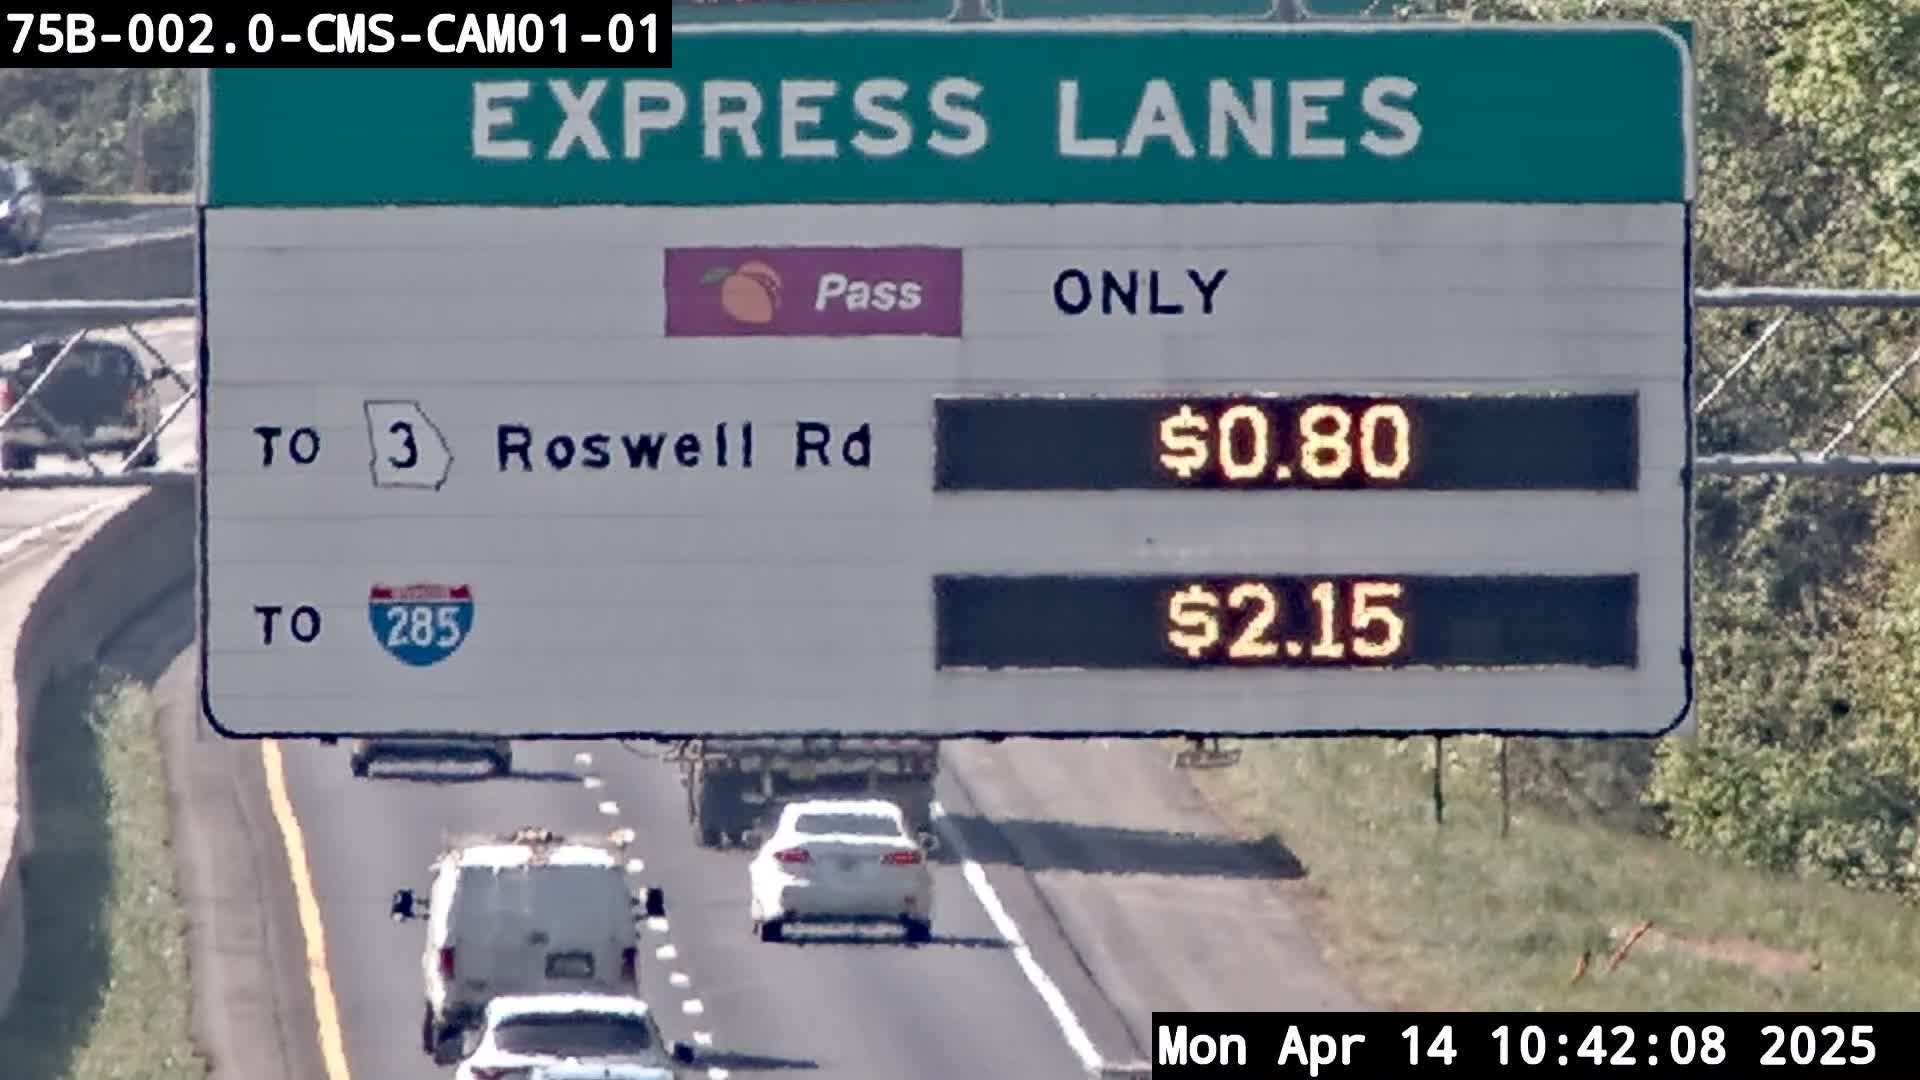 75B-002.0-CMS-CAM01-01
EXPRESS LANES
Pass ONLY
TO 3 Roswell Rd $0.80
TO 285 $2.15
Mon Apr 14 10:42:08 2025